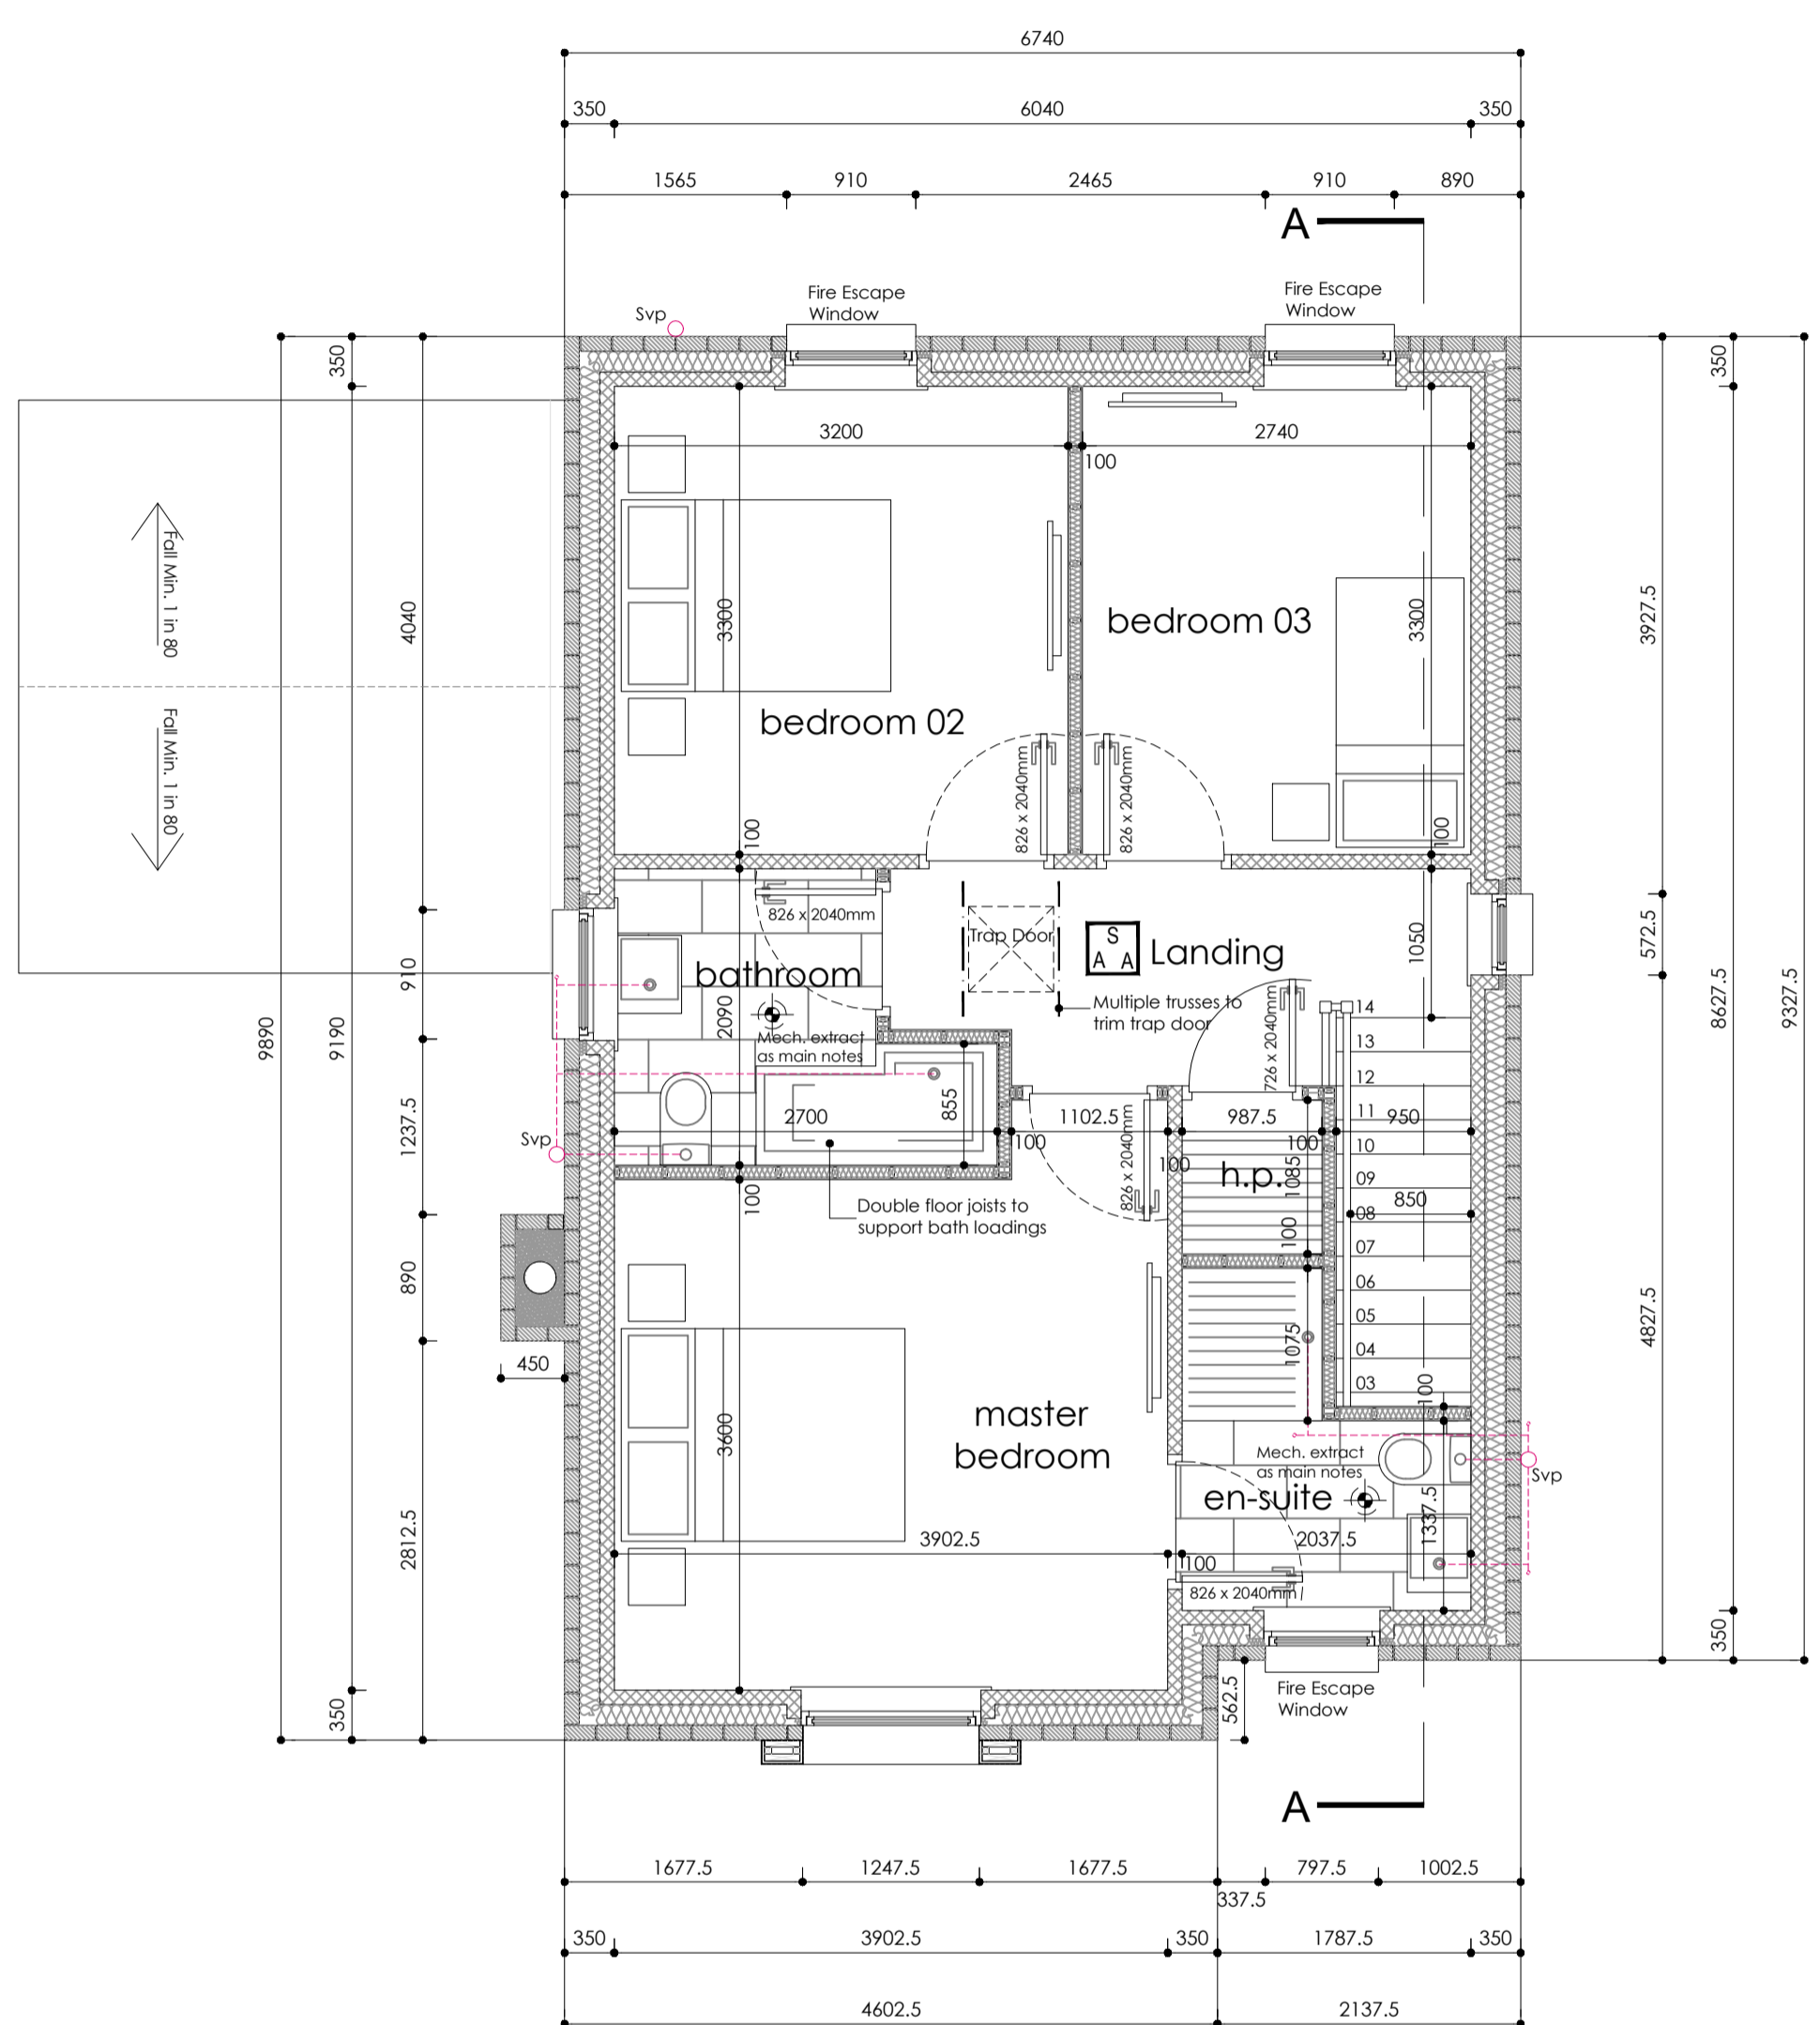 6740
350
6040
350
1565
910
2465
910
890
A
Fire Escape
Window
Fire Escape
Window
Svp
350
350
3200
2740
100
Fall Min. 1 in 80
Fall Min. 1 in 80
4040
3300
bedroom 03
3300
3927.5
bedroom 02
826 x 2040mm
826 x 2040mm
100
100
826 x 2040mm
Trap Door
S
A A
Landing
bathroom
910
2090
1050
572.5
Multiple trusses to
trim trap door
Mech. extract
as main notes
726 x 2040mm
9890
9190
8627.5
9327.5
14
13
12
11
10
09
08
07
06
05
04
03
1237.5
Svp
2700
855
100
1102.5
826 x 2040mm
100
987.5
100
950
h.p.
1085
850
100
100
Double floor joists to
support bath loadings
890
450
1075
4827.5
100
3600
master
bedroom
Mech. extract
as main notes
en-suite
Svp
1337.5
2812.5
3902.5
100
2037.5
826 x 2040mm
350
350
562.5
Fire Escape
Window
A
1677.5
1247.5
1677.5
337.5
797.5
1002.5
350
3902.5
350
1787.5
350
4602.5
2137.5